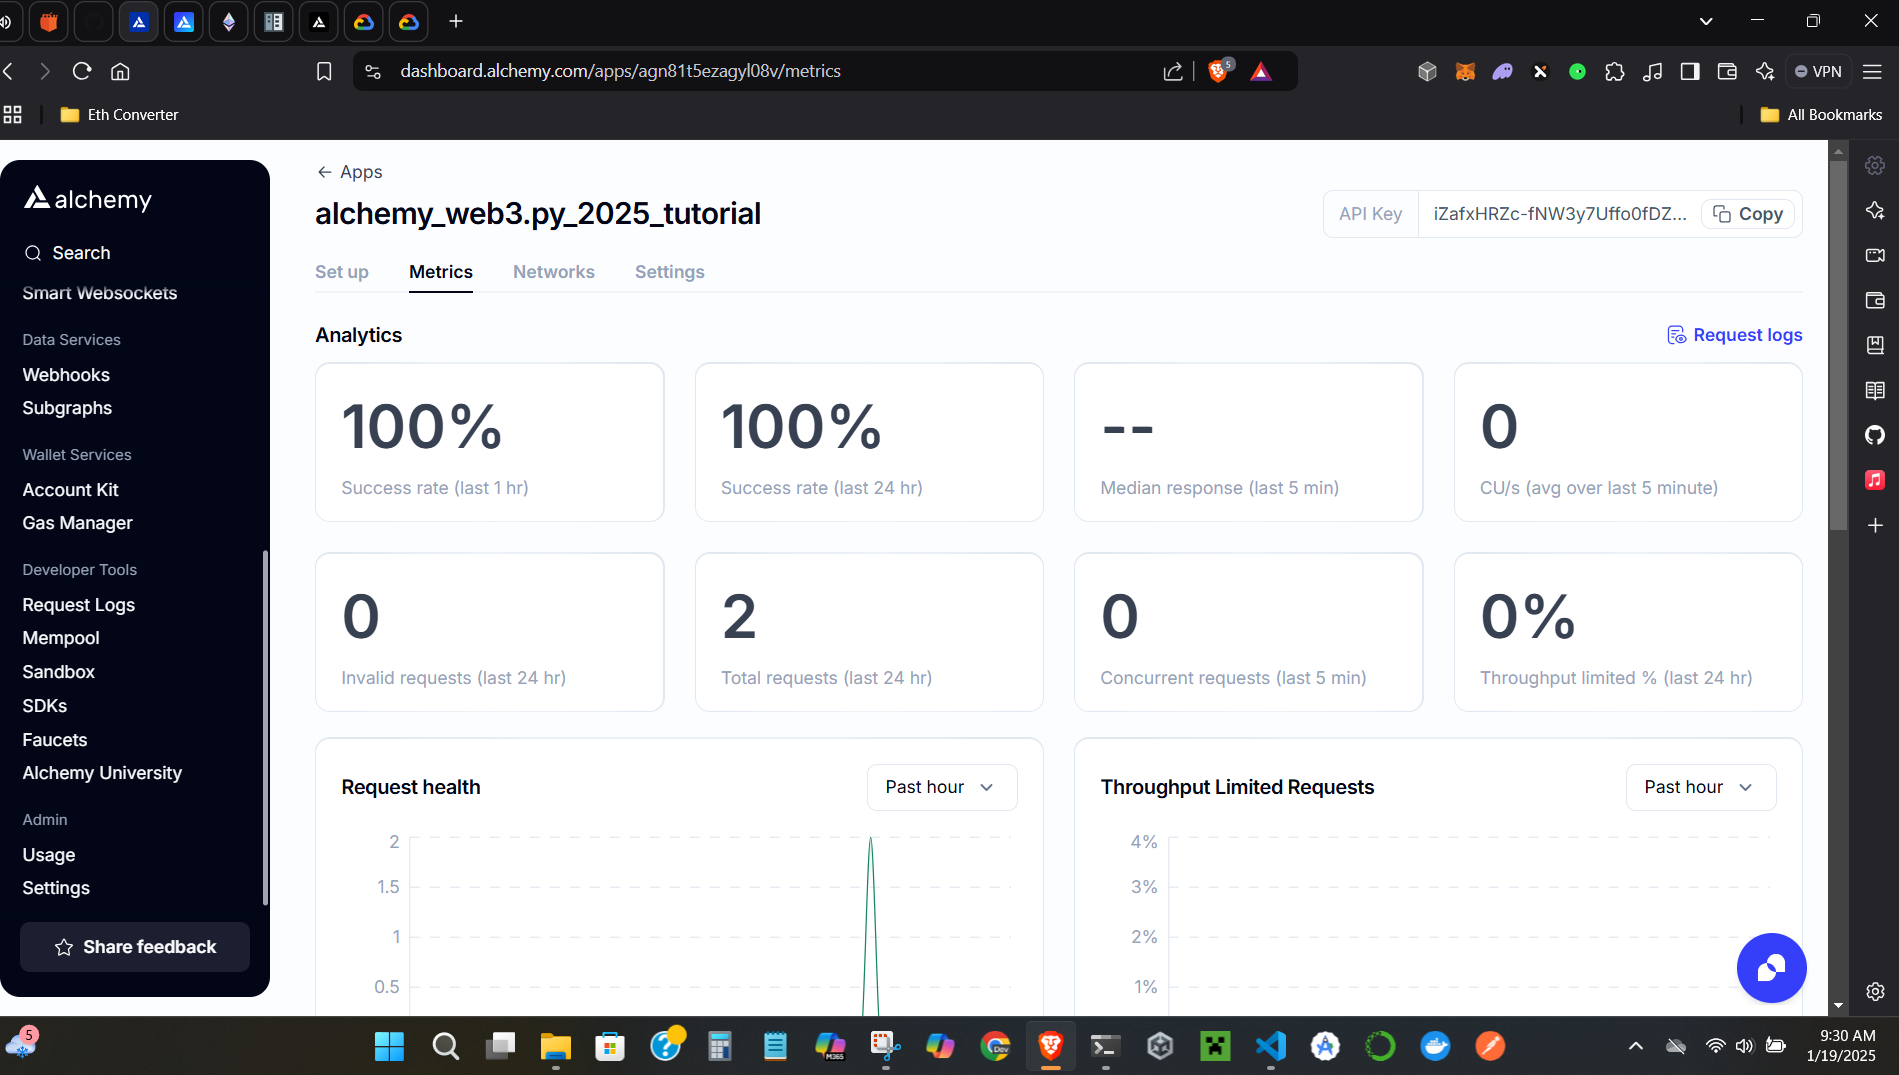 5
dashboard.alchemy.com/apps/agn81t5ezagyl08v/metrics
VPN
Eth Converter
All Bookmarks
alchemy
Search
Smart Websockets
Data Services
Webhooks
Subgraphs
Wallet Services
Account Kit
Gas Manager
Developer Tools
Request Logs
Mempool
Sandbox
SDKs
Faucets
Alchemy University
Admin
Usage
Settings
Share feedback
Apps
alchemy_web3.py_2025_tutorial
API Key
iZafxHRZc-fNW3y7Uffo0fDZ...
Copy
Set up
Metrics
Networks
Settings
Analytics
Request logs
100%
Success rate (last 1 hr)
100%
Success rate (last 24 hr)
--
Median response (last 5 min)
0
CU/s (avg over last 5 minute)
0
Invalid requests (last 24 hr)
2
Total requests (last 24 hr)
0
Concurrent requests (last 5 min)
0%
Throughput limited % (last 24 hr)
Request health
Past hour
2
1.5
1
0.5
Throughput Limited Requests
Past hour
4%
3%
2%
1%
5
M365
Dev
9:30 AM
1/19/2025